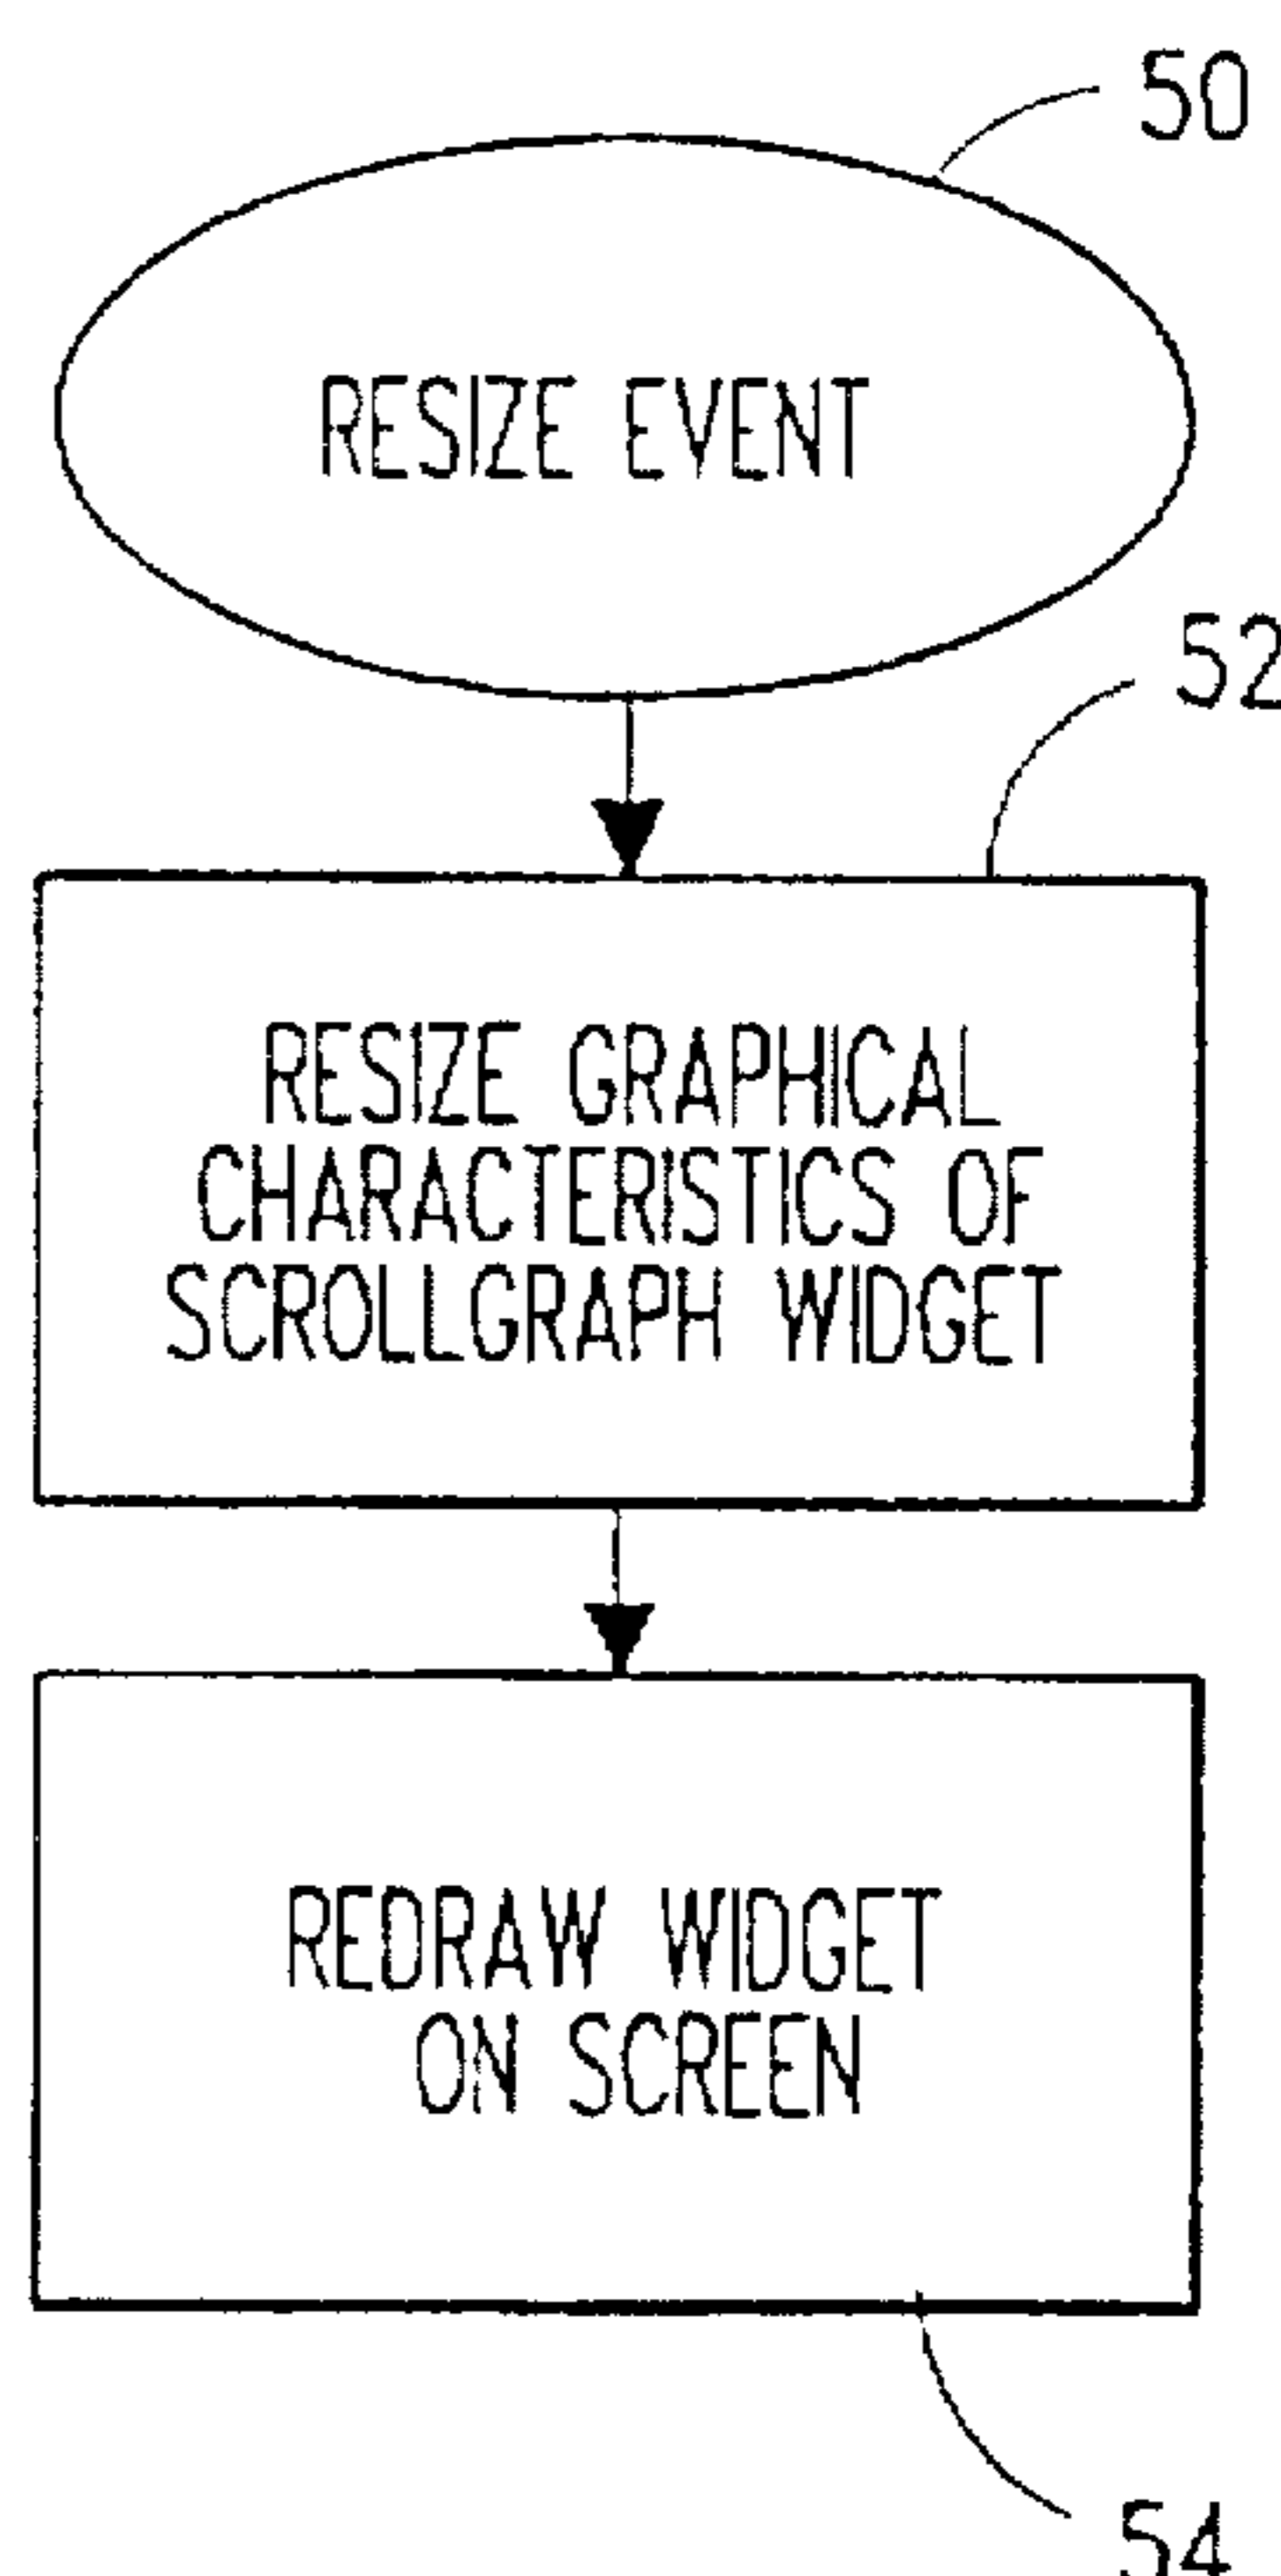 50
RESIZE EVENT
52
RESIZE GRAPHICAL
CHARACTERISTICS OF
SCROLLGRAPH WIDGET
REDRAW WIDGET
ON SCREEN
54